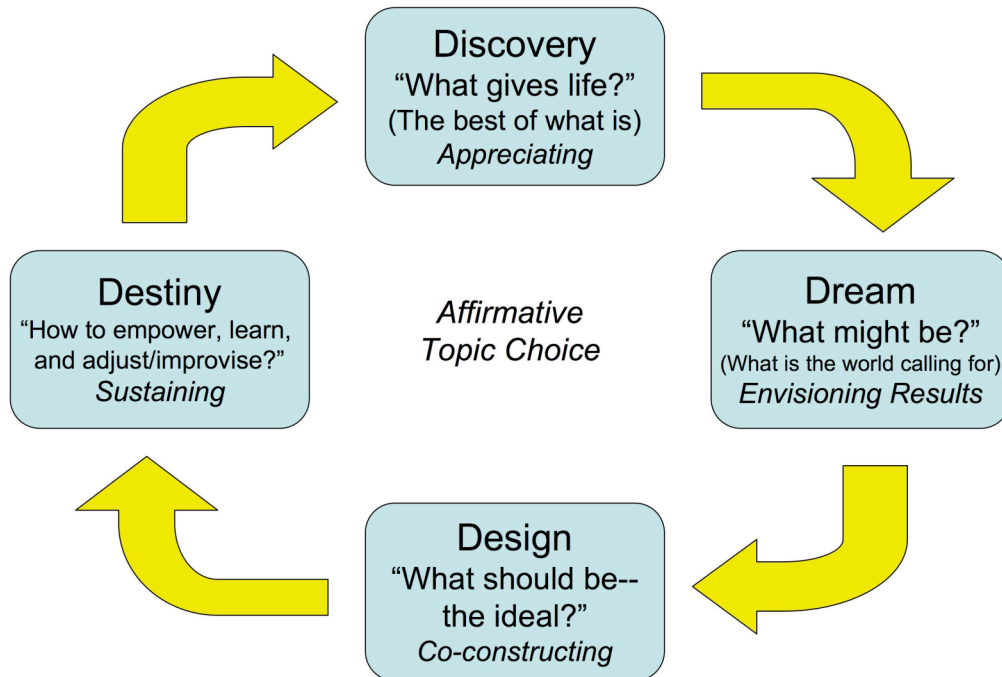 Discovery
“What gives life?”
(The best of what is)
Appreciating
Destiny
“How to empower, learn,
and adjust/improvise?”
Sustaining
Affirmative
Topic Choice
Dream
“What might be?”
(What is the world calling for)
Envisioning Results
Design
“What should be--
the ideal?”
Co-constructing